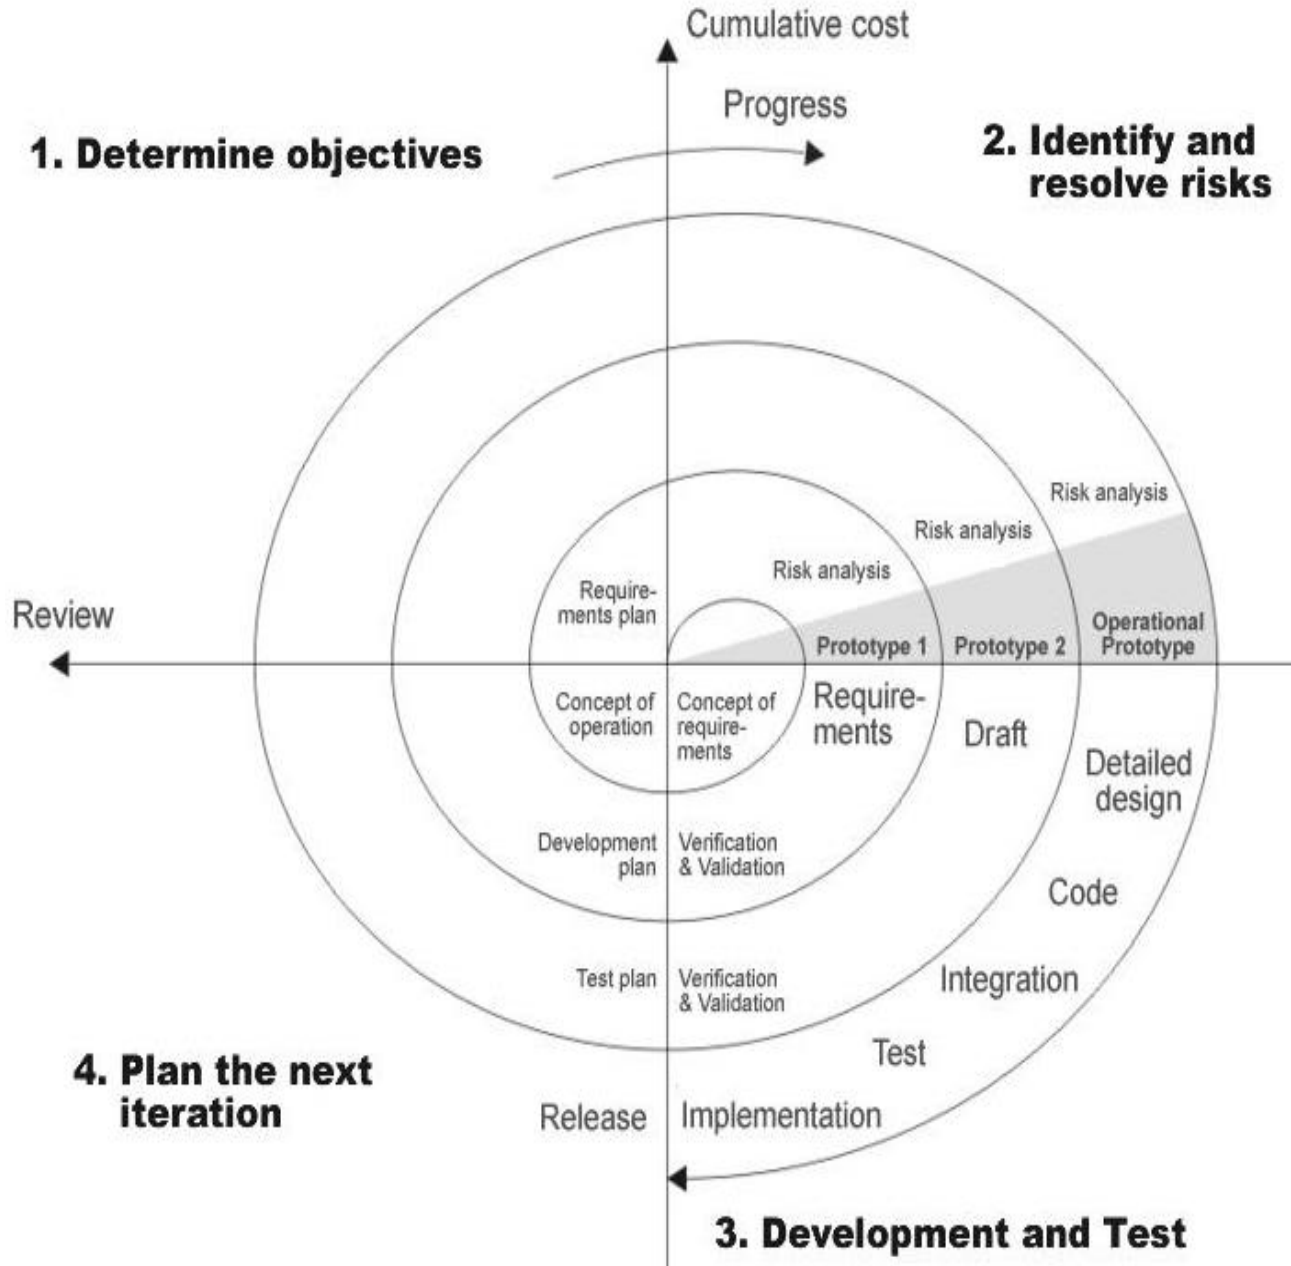 Cumulative cost
Progress
1. Determine objectives
2. Identify and
resolve risks
Risk analysis
Risk analysis
Risk analysis
Require-
ments plan
Review
Operational
Prototype
Prototype 1
Prototype 2
Concept of
operation
Concept of
require-
ments
Require-
ments
Draft
Detailed
design
Development
plan
Verification
& Validation
Code
Test plan
Verification
& Validation
Integration
Test
4. Plan the next
iteration
Release
Implementation
3. Development and Test